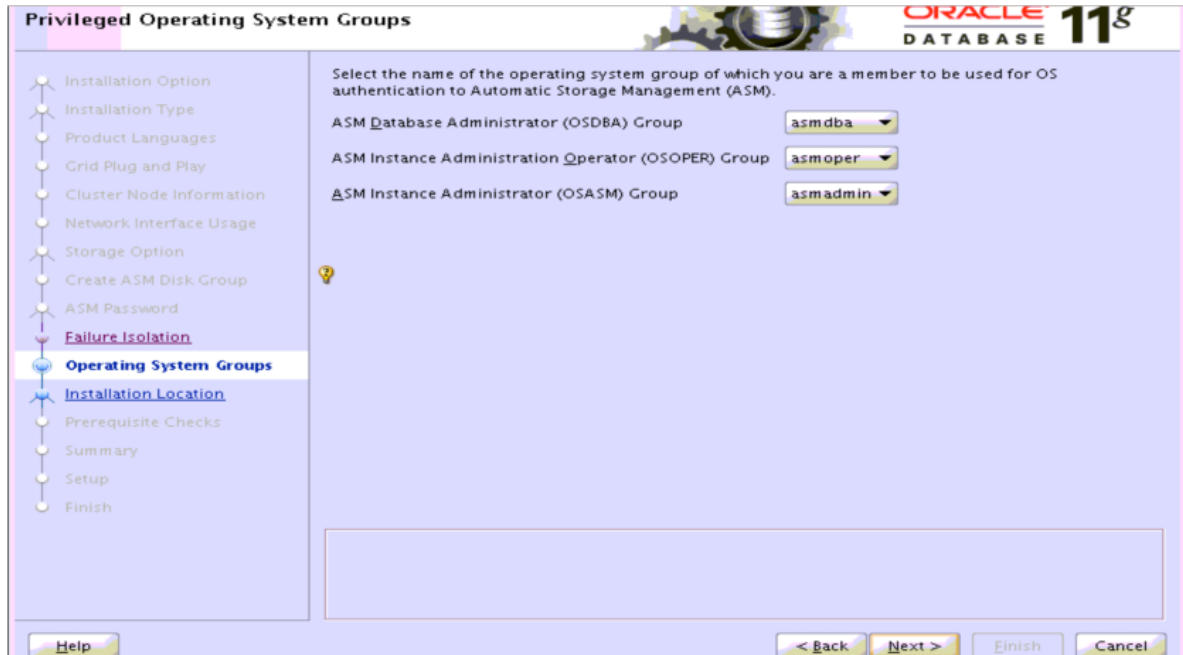 Privileged Operating System Groups
ORACLE
DATABASE
11g
Installation Option
Installation Type
Product Languages
Grid Plug and Play
Cluster Node Information
Network Interface Usage
Storage Option
Create ASM Disk Group
ASM Password
Failure Isolation
Operating System Groups
Installation Location
Prerequisite Checks
Summary
Setup
Finish
Select the name of the operating system group of which you are a member to be used for OS
authentication to Automatic Storage Management (ASM).
ASM Database Administrator (OSDBA) Group asmdba
ASM Instance Administration Operator (OSOPER) Group asmoper
ASM Instance Administrator (OSASM) Group asmadmin
Help
< Back Next > Finish Cancel